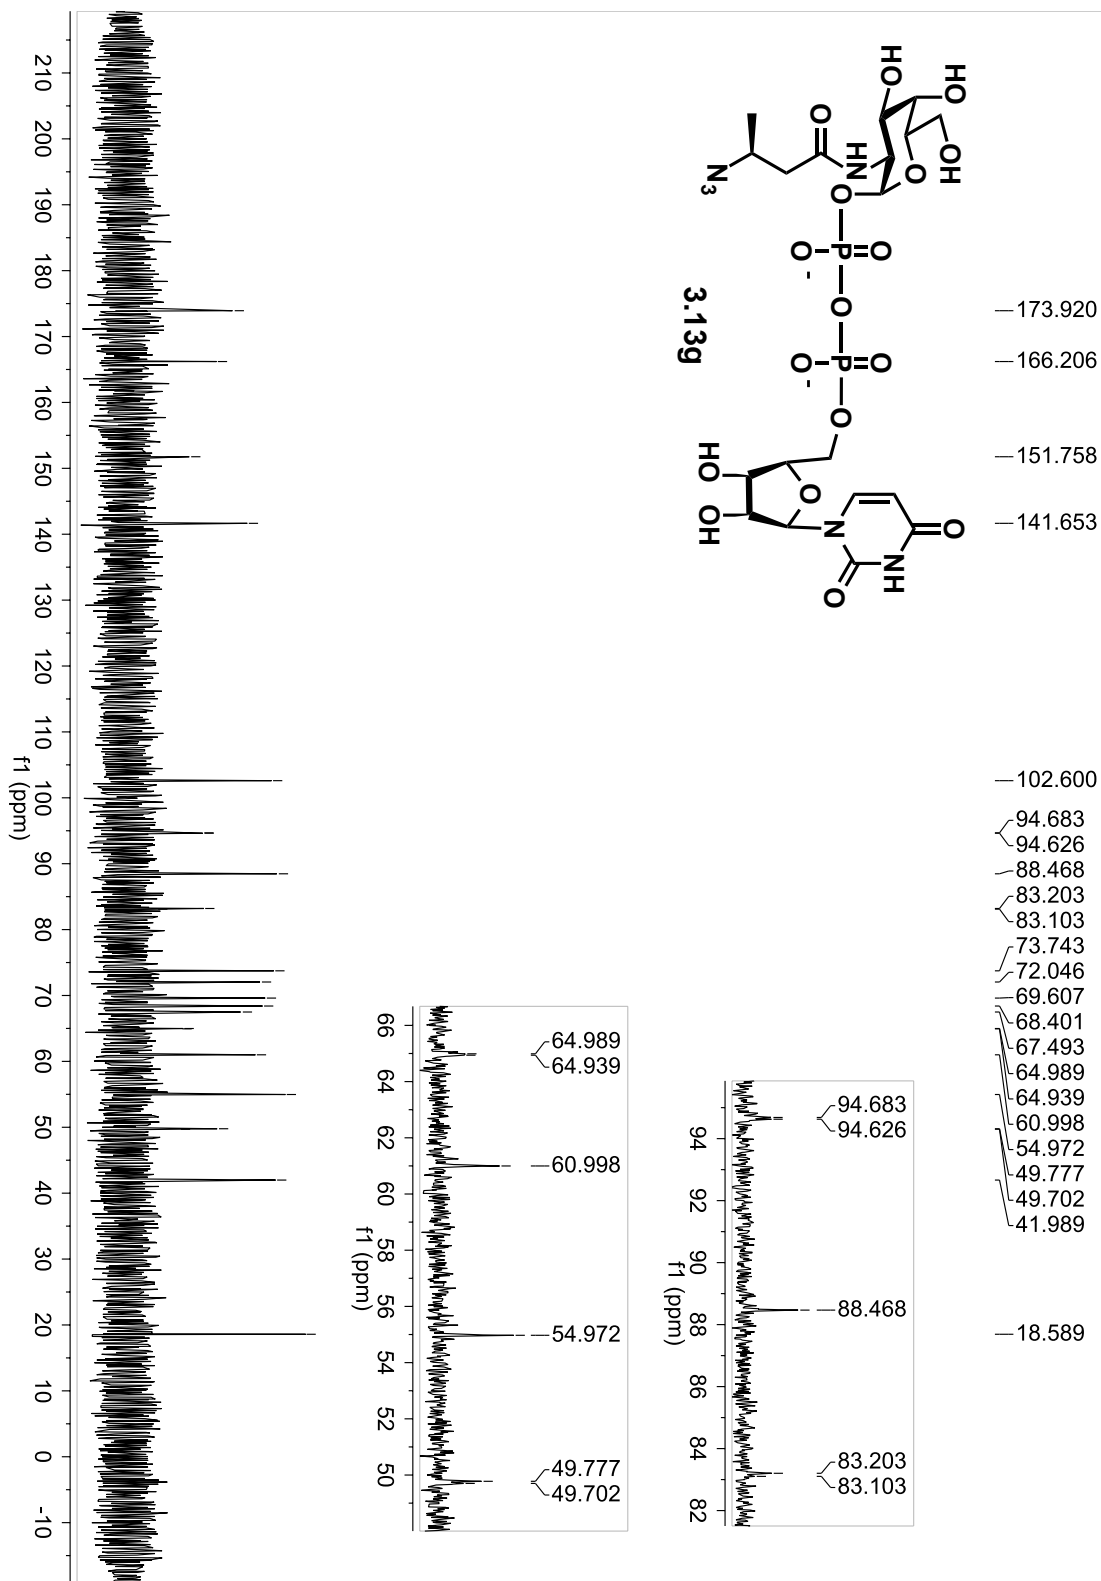 HO
HO
OH
O
HN
O
N3
O
P
O
O-
O
P
O
O-
O
3.13g
O
HO
OH
N
NH
O
O
173.920
166.206
151.758
141.653
102.600
94.683
94.626
88.468
83.203
83.103
73.743
72.046
69.607
68.401
67.493
64.989
64.939
60.998
54.972
49.777
49.702
41.989
18.589
94.683
94.626
88.468
83.203
83.103
94
92
90
88
86
84
82
f1 (ppm)
64.989
64.939
60.998
54.972
49.777
49.702
66
64
62
60
58
56
54
52
50
f1 (ppm)
210
200
190
180
170
160
150
140
130
120
110
100
90
80
70
60
50
40
30
20
10
0
-10
f1 (ppm)